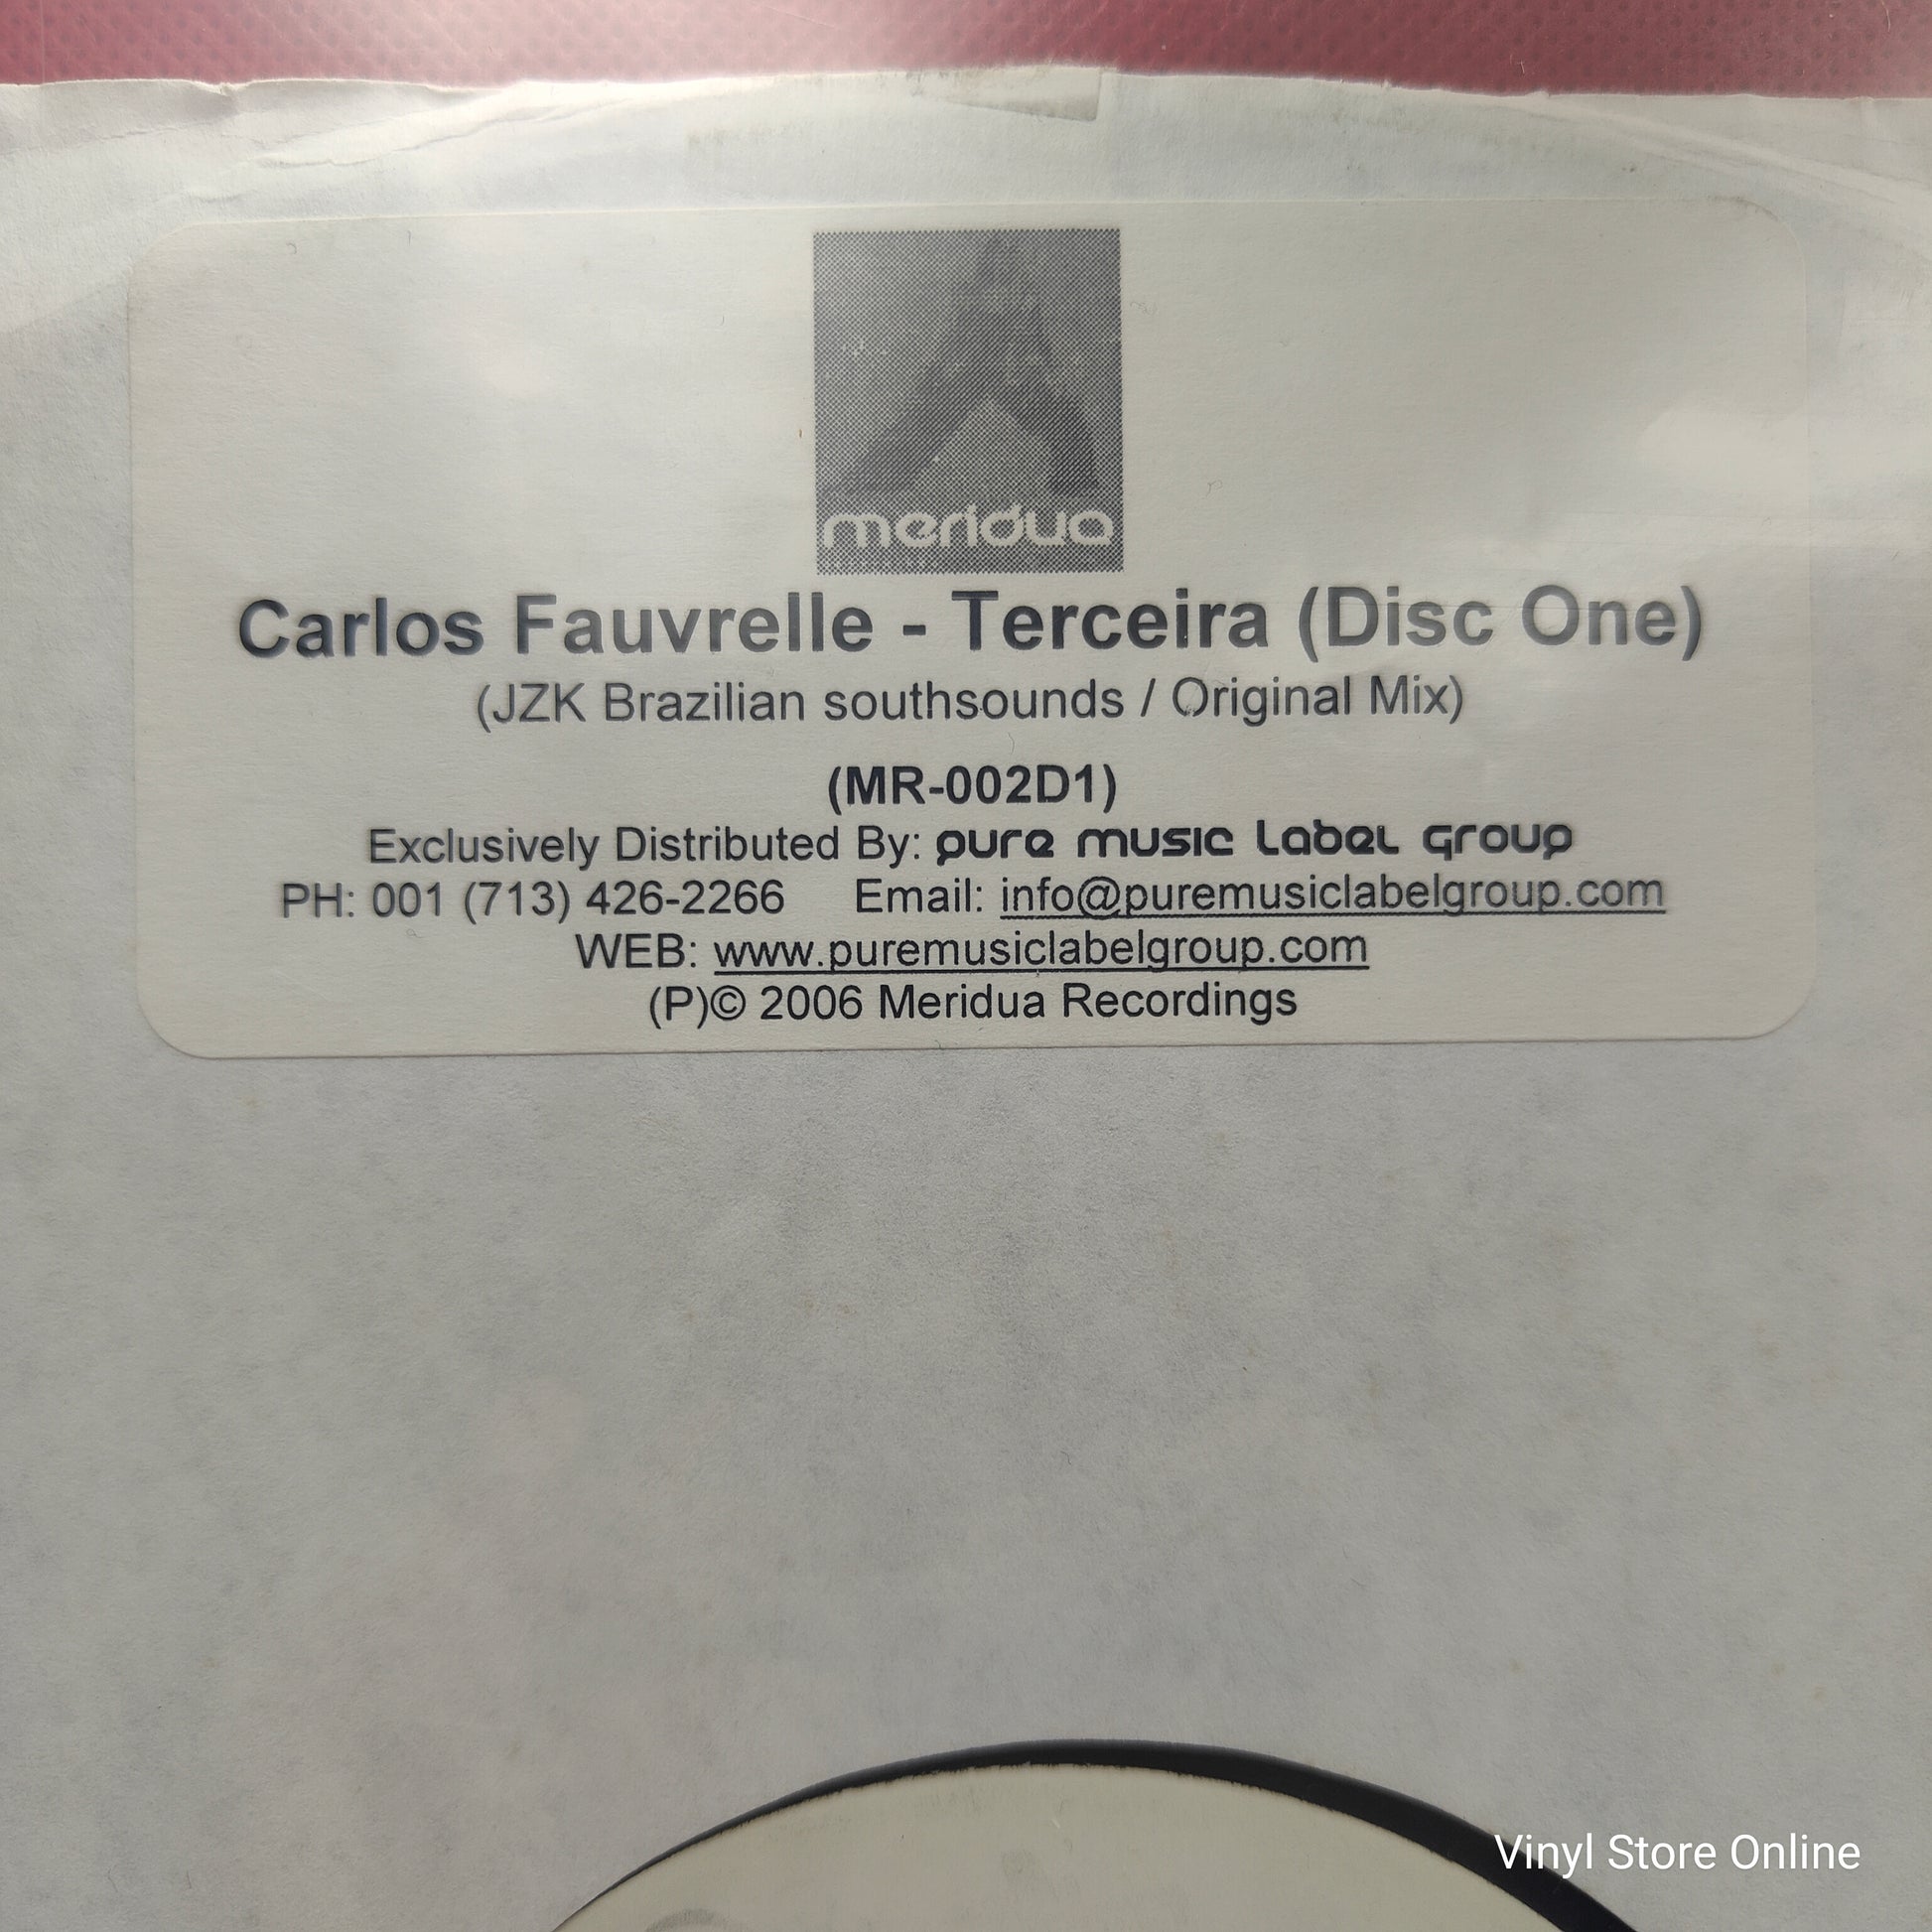 meridua
Carlos Fauvrelle - Terceira (Disc One)
(JZK Brazilian southsounds / Original Mix)
(MR-002D1)
Exclusively Distributed By: pure music label group
PH: 001 (713) 426-2266 Email: info@puremusiclabelgroup.com
WEB: www.puremusiclabelgroup.com
(P)© 2006 Meridua Recordings
Vinyl Store Online